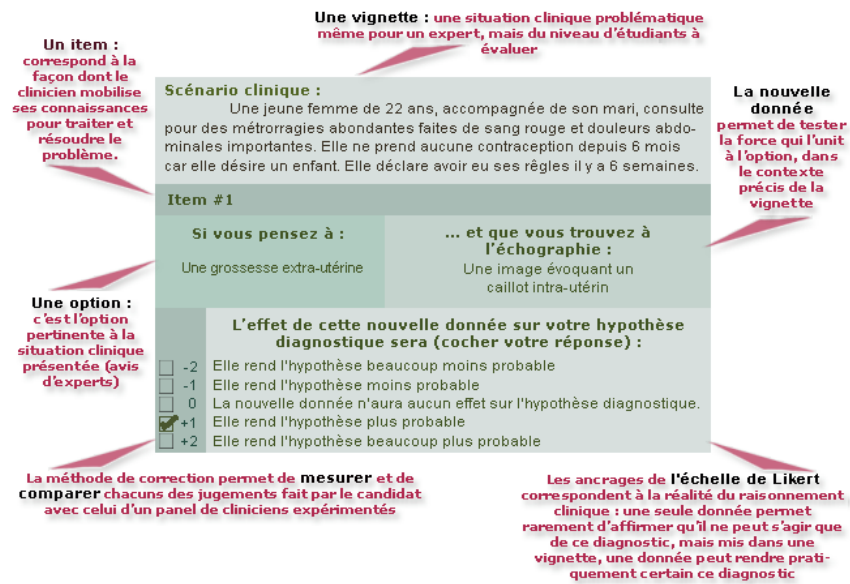 Une vignette : une situation clinique problématique
même pour un expert, mais du niveau d'étudiants à
évaluer
Un item :
correspond à la
façon dont le
clinicien mobilise
ses connaissances
pour traiter et
résoudre le
problème.
Scénario clinique :
Une jeune femme de 22 ans, accompagnée de son mari, consulte
pour des métrorragies abondantes faites de sang rouge et douleurs abdo-
minales importantes. Elle ne prend aucune contraception depuis 6 mois
car elle désire un enfant. Elle déclare avoir eu ses rêgles il y a 6 semaines.
La nouvelle
donnée
permet de tester
la force qui l'unit
à l'option, dans
le contexte
précis de la
vignette
Item #1
Si vous pensez à :
Une grossesse extra-utérine
... et que vous trouvez à
l'échographie :
Une image évoquant un
caillot intra-utérin
Une option :
c'est l'option
pertinente à la
situation clinique
présentée (avis
d'experts)
L'effet de cette nouvelle donnée sur votre hypothèse
diagnostique sera (cocher votre réponse) :
-2 Elle rend l'hypothèse beaucoup moins probable
-1 Elle rend l'hypothèse moins probable
0 La nouvelle donnée n'aura aucun effet sur l'hypothèse diagnostique.
+1 Elle rend l'hypothèse plus probable
+2 Elle rend l'hypothèse beaucoup plus probable
La méthode de correction permet de mesurer et de
comparer chacuns des jugements fait par le candidat
avec celui d'un panel de cliniciens expérimentés
Les ancrages de l'échelle de Likert
correspondent à la réalité du raisonnement
clinique : une seule donnée permet
rarement d'affirmer qu'il ne peut s'agir que
de ce diagnostic, mais mis dans une
vignette, une donnée peut rendre prati-
quement certain ce diagnostic